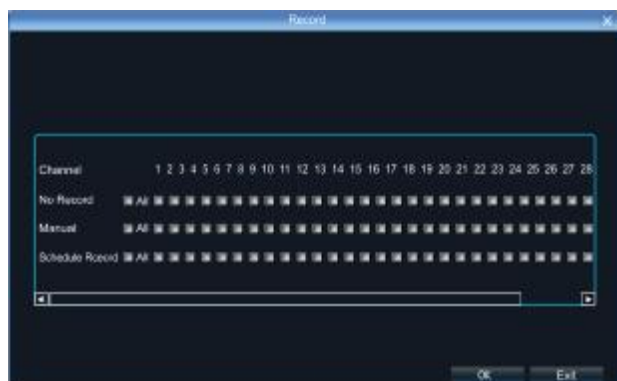 Record
Channel 1 2 3 4 5 6 7 8 9 10 11 12 13 14 15 16 17 18 19 20 21 22 23 24 25 26 27 28
No Record All
Manual All
Schedule Rceord All
OK Exit